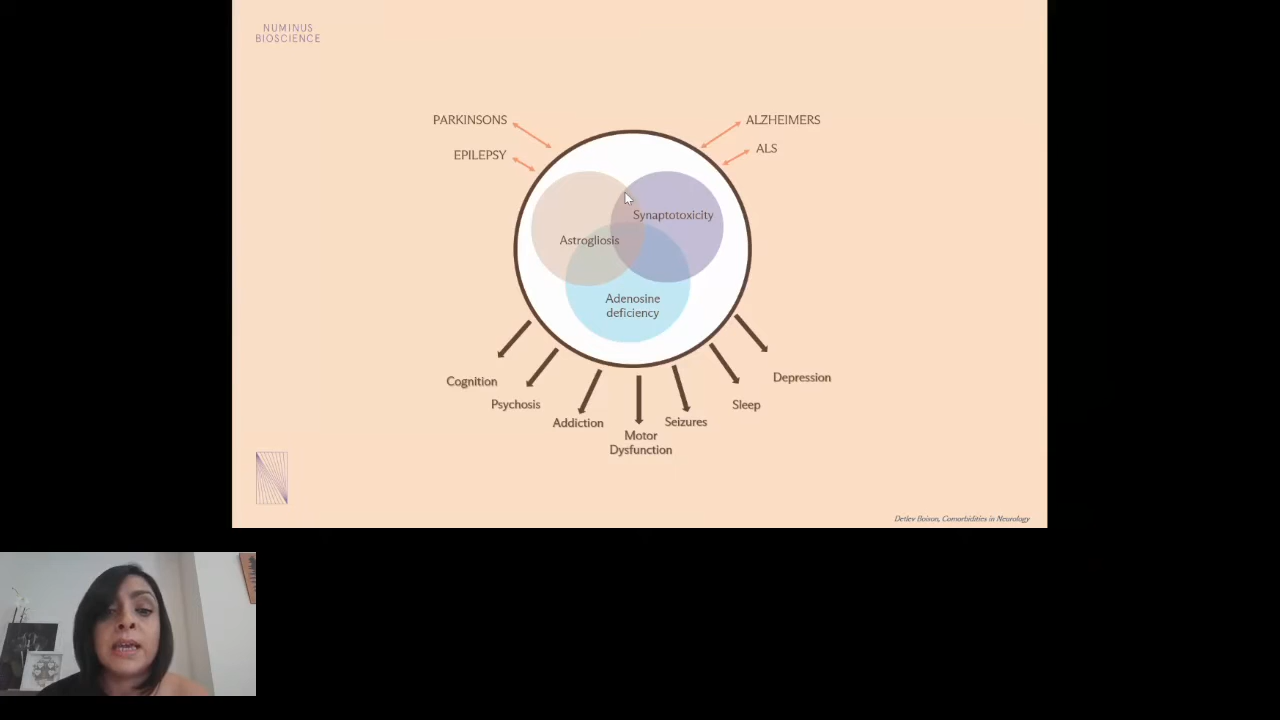 NUMINUS
BIOSCIENCE
PARKINSONS
ALZHEIMERS
EPILEPSY
ALS
Synaptotoxicity
Astrogliosis
Adenosine
deficiency
Cognition
Psychosis
Addiction
Motor
Dysfunction
Seizures
Sleep
Depression
Detlev Boison, Comorbidities in Neurology